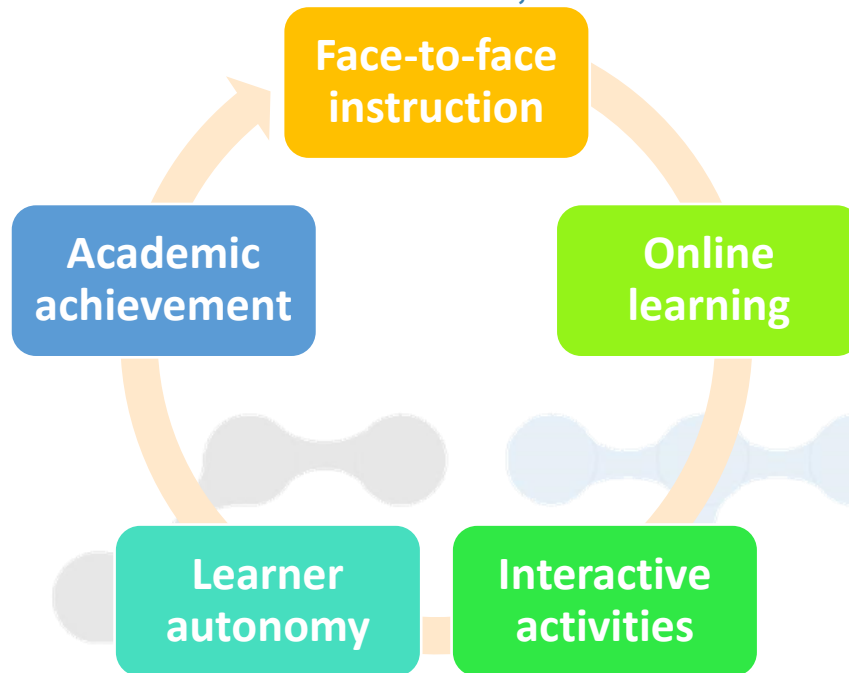 Face-to-face
instruction
Online
learning
Interactive
activities
Learner
autonomy
Academic
achievement